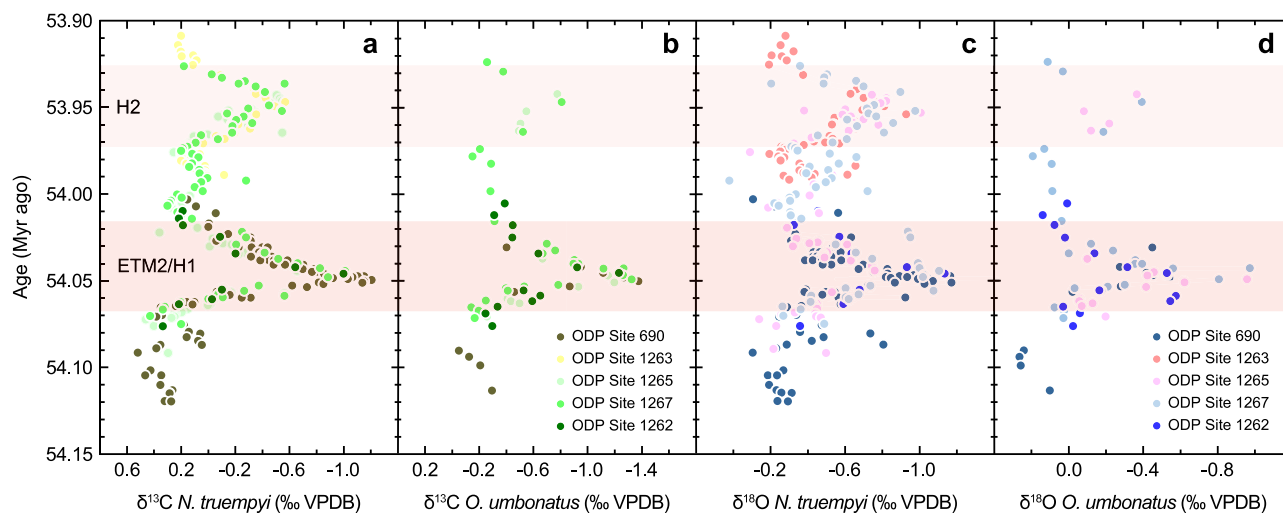 a
b
c
d
Age (Myr ago)
53.90
53.95
54.00
54.05
54.10
54.15
H2
ETM2/H1
ODP Site 690
ODP Site 1263
ODP Site 1265
ODP Site 1267
ODP Site 1262
ODP Site 690
ODP Site 1263
ODP Site 1265
ODP Site 1267
ODP Site 1262
0.6 0.2 -0.2 -0.6 -1.0
0.2 -0.2 -0.6 -1.0 -1.4
-0.2 -0.6 -1.0
0.0 -0.4 -0.8
δ¹³C N. truempyi (‰ VPDB)
δ¹³C O. umbonatus (‰ VPDB)
δ¹⁸O N. truempyi (‰ VPDB)
δ¹⁸O O. umbonatus (‰ VPDB)